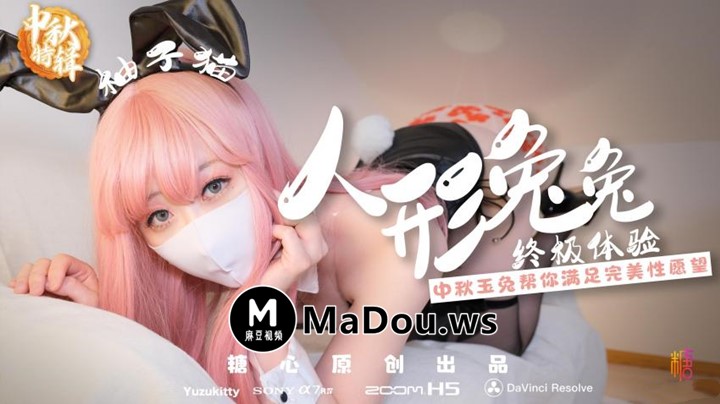 中秋
特辑
柚子猫
人形兔兔
终极体验
中秋玉兔帮你满足完美性愿望
M
麻豆视频
MaDou.ws
糖心原创出品
Yuzukitty SONY α7 ZOOM H5 DaVinci Resolve
糖